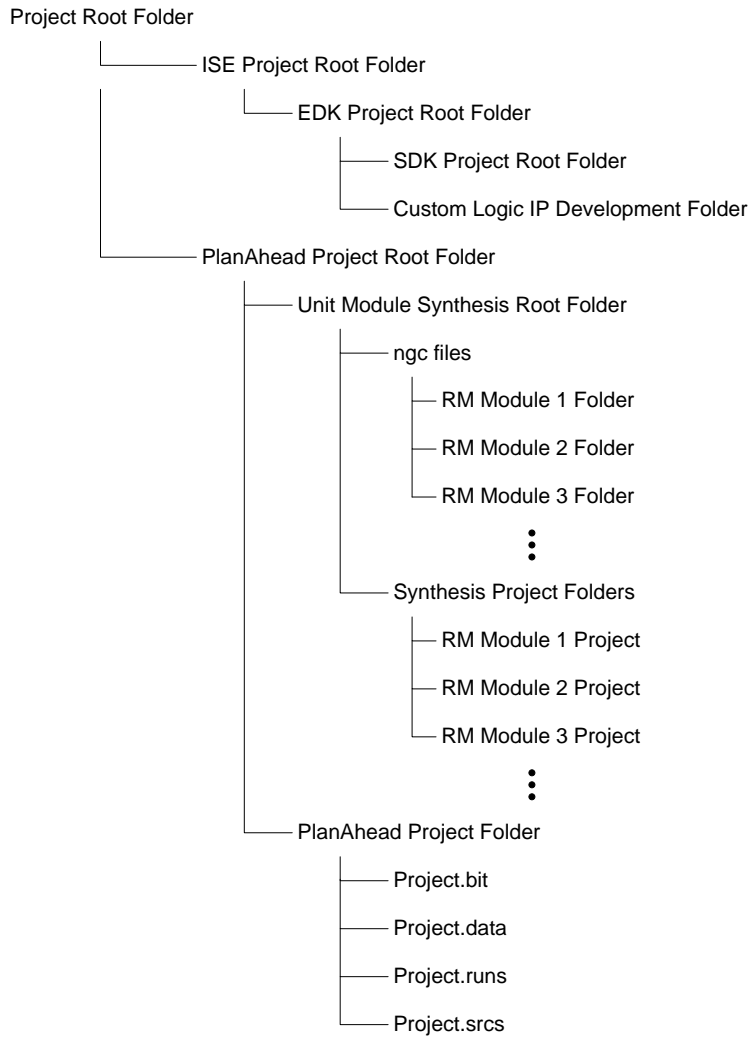 Project Root Folder
ISE Project Root Folder
EDK Project Root Folder
SDK Project Root Folder
Custom Logic IP Development Folder
PlanAhead Project Root Folder
Unit Module Synthesis Root Folder
ngc files
RM Module 1 Folder
RM Module 2 Folder
RM Module 3 Folder
Synthesis Project Folders
RM Module 1 Project
RM Module 2 Project
RM Module 3 Project
PlanAhead Project Folder
Project.bit
Project.data
Project.runs
Project.srcs